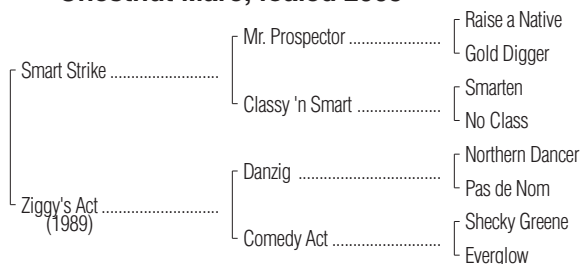 Chestnut Mare; foaled
Raise a Native
Mr. Prospector
Gold Digger
Smart Strike
Smarten
Classy 'n Smart
No Class
Northern Dancer
Danzig
Pas de Nom
Ziggy's Act
(1989)
Shecky Greene
Comedy Act
Everglow